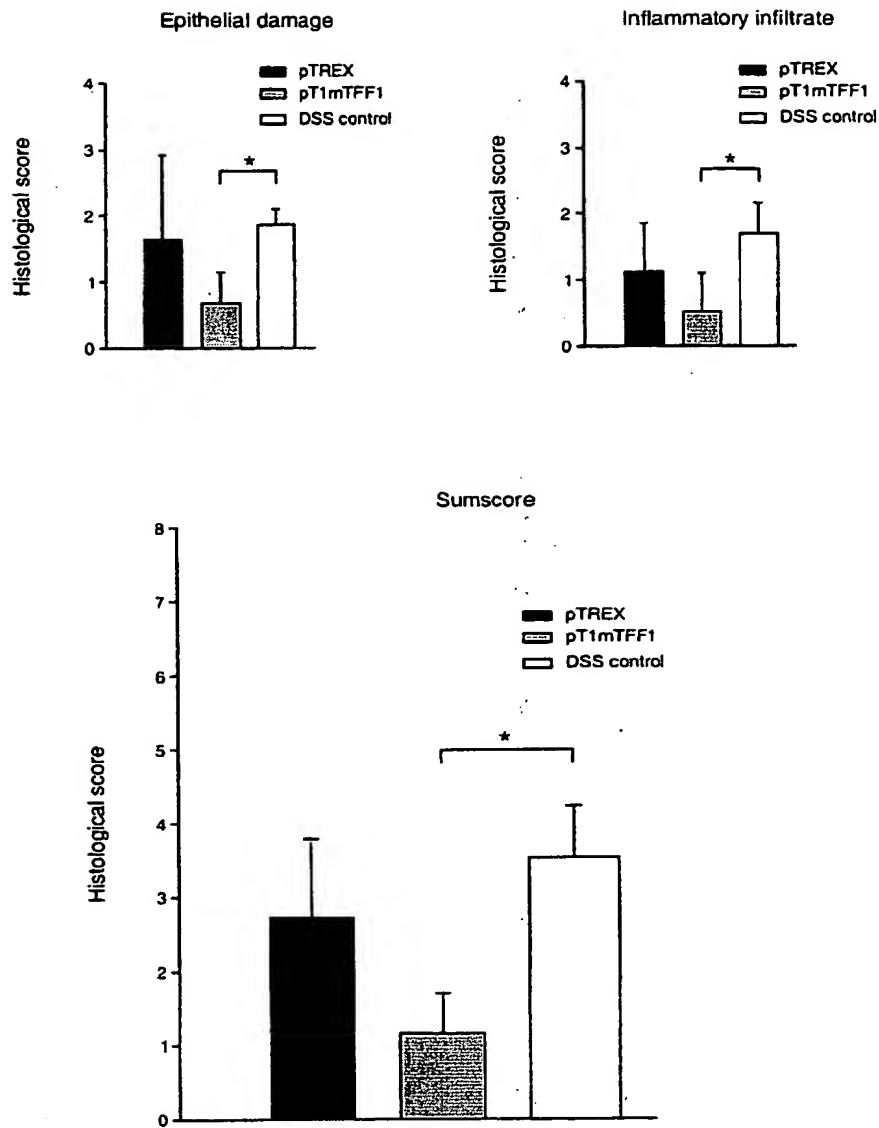 Epithelial damage
pTREX
pT1mTFF1
DSS control
Histological score
4
3
2
1
0
*
Inflammatory infiltrate
pTREX
pT1mTFF1
DSS control
Histological score
4
3
2
1
0
*
Sumscore
pTREX
pT1mTFF1
DSS control
Histological score
8
7
6
5
4
3
2
1
0
*